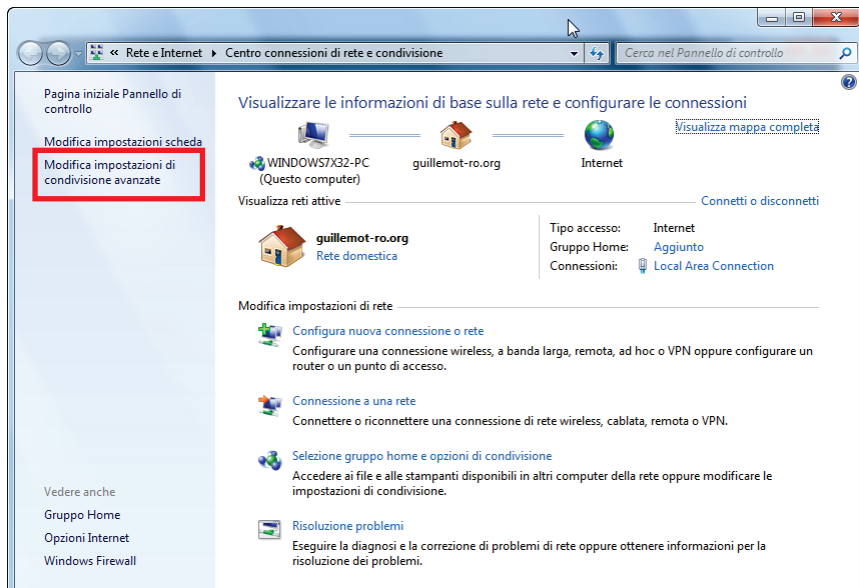 « Rete e Internet ▸ Centro connessioni di rete e condivisione
Cerca nel Pannello di controllo
Pagina iniziale Pannello di
controllo
Modifica impostazioni scheda
Modifica impostazioni di
condivisione avanzate
Vedere anche
Gruppo Home
Opzioni Internet
Windows Firewall
Visualizzare le informazioni di base sulla rete e configurare le connessioni
Visualizza mappa completa
WINDOWS7X32-PC
(Questo computer)
guillemot-ro.org
Internet
Visualizza reti attive
Connetti o disconnetti
guillemot-ro.org
Rete domestica
Tipo accesso: Internet
Gruppo Home: Aggiunto
Connessioni: Local Area Connection
Modifica impostazioni di rete
Configura nuova connessione o rete
Configurare una connessione wireless, a banda larga, remota, ad hoc o VPN oppure configurare un
router o un punto di accesso.
Connessione a una rete
Connettere o riconnettere una connessione di rete wireless, cablata, remota o VPN.
Selezione gruppo home e opzioni di condivisione
Accedere ai file e alle stampanti disponibili in altri computer della rete oppure modificare le
impostazioni di condivisione.
Risoluzione problemi
Eseguire la diagnosi e la correzione di problemi di rete oppure ottenere informazioni per la
risoluzione dei problemi.